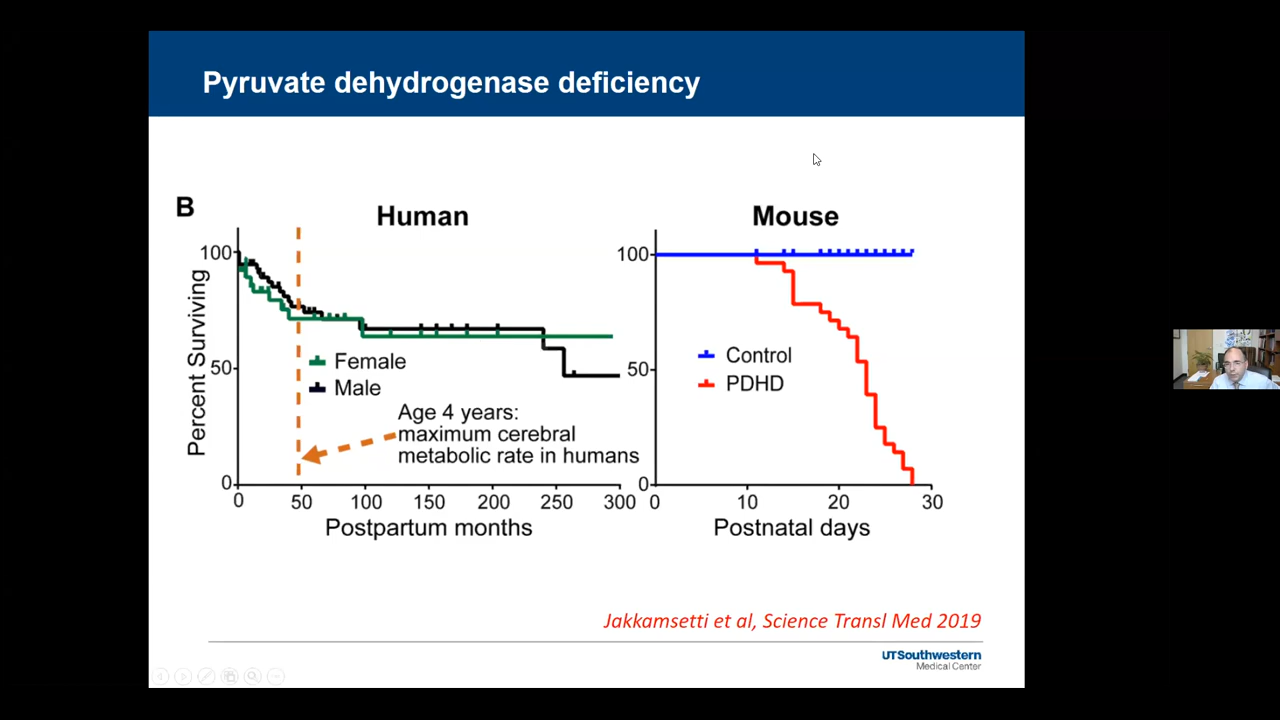 Pyruvate dehydrogenase deficiency
B
Human
Mouse
Percent Surviving
100
50
0
0
50
100
150
200
250
300
Postpartum months
Female
Male
Age 4 years:
maximum cerebral
metabolic rate in humans
100
50
0
0
10
20
30
Postnatal days
Control
PDHD
Jakkamsetti et al, Science Transl Med 2019
UTSouthwestern
Medical Center